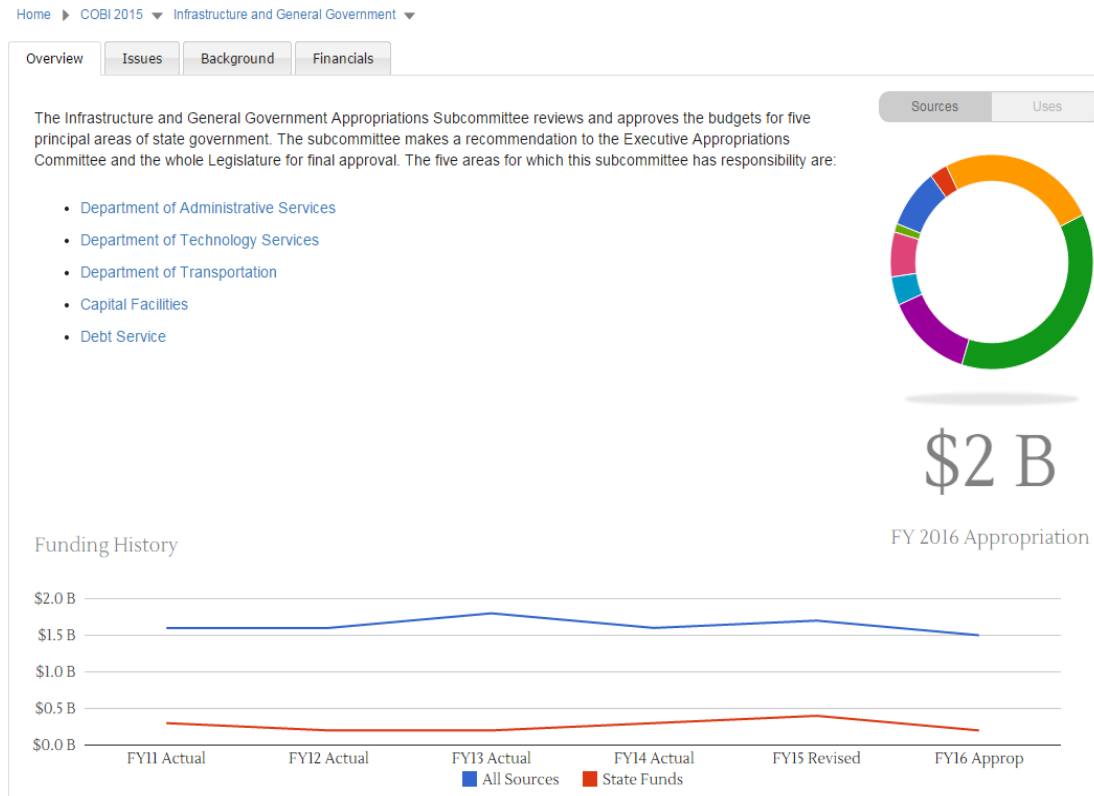 Home COBI 2015 Infrastructure and General Government
Overview Issues Background Financials
Sources Uses
The Infrastructure and General Government Appropriations Subcommittee reviews and approves the budgets for five
principal areas of state government. The subcommittee makes a recommendation to the Executive Appropriations
Committee and the whole Legislature for final approval. The five areas for which this subcommittee has responsibility are:
Department of Administrative Services
Department of Technology Services
Department of Transportation
Capital Facilities
Debt Service
$2 B
FY 2016 Appropriation
Funding History
$2.0 B
$1.5 B
$1.0 B
$0.5 B
$0.0 B
FY11 Actual FY12 Actual FY13 Actual FY14 Actual FY15 Revised FY16 Approp
All Sources State Funds